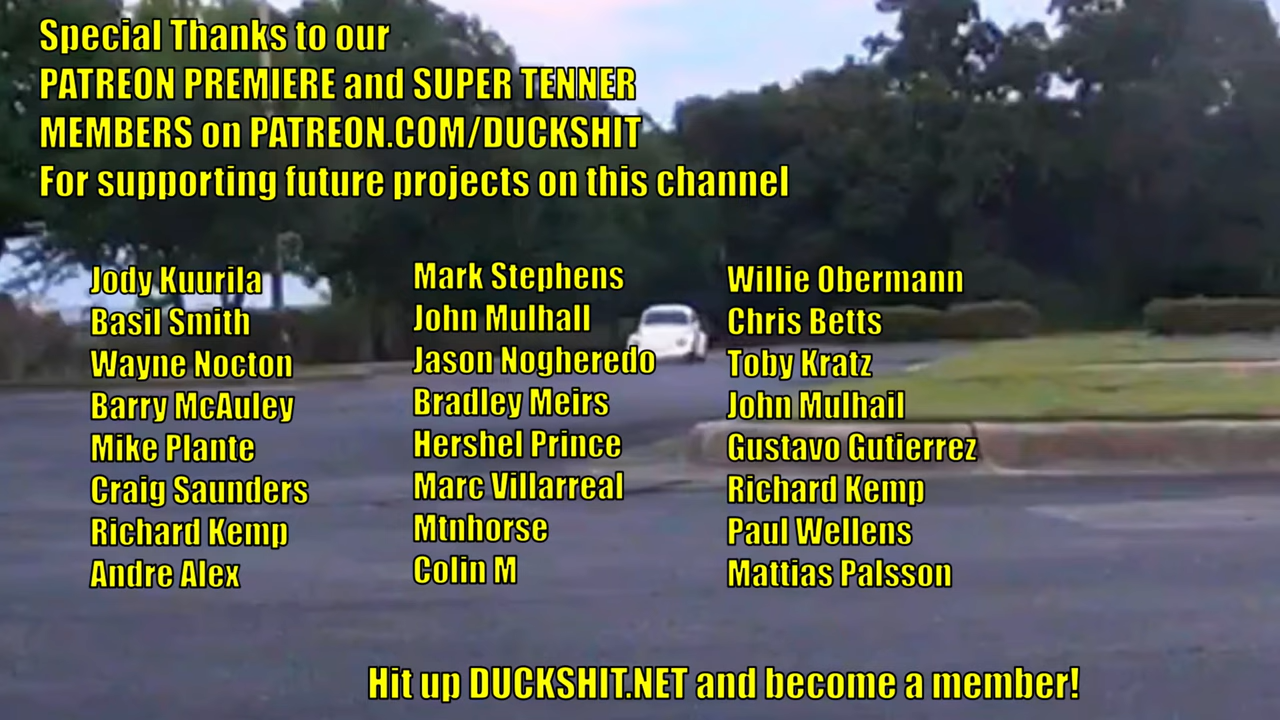 Special Thanks to our
PATREON PREMIERE and SUPER TENNER
MEMBERS on PATREON.COM/DUCKSHIT
For supporting future projects on this channel
Jody Kuurila
Basil Smith
Wayne Nocton
Barry McAuley
Mike Plante
Craig Saunders
Richard Kemp
Andre Alex
Mark Stephens
John Mulhall
Jason Nogheredo
Bradley Meirs
Hershel Prince
Marc Villarreal
Mtnhorse
Colin M
Willie Obermann
Chris Betts
Toby Kratz
John Mulhail
Gustavo Gutierrez
Richard Kemp
Paul Wellens
Mattias Palsson
Hit up DUCKSHIT.NET and become a member!